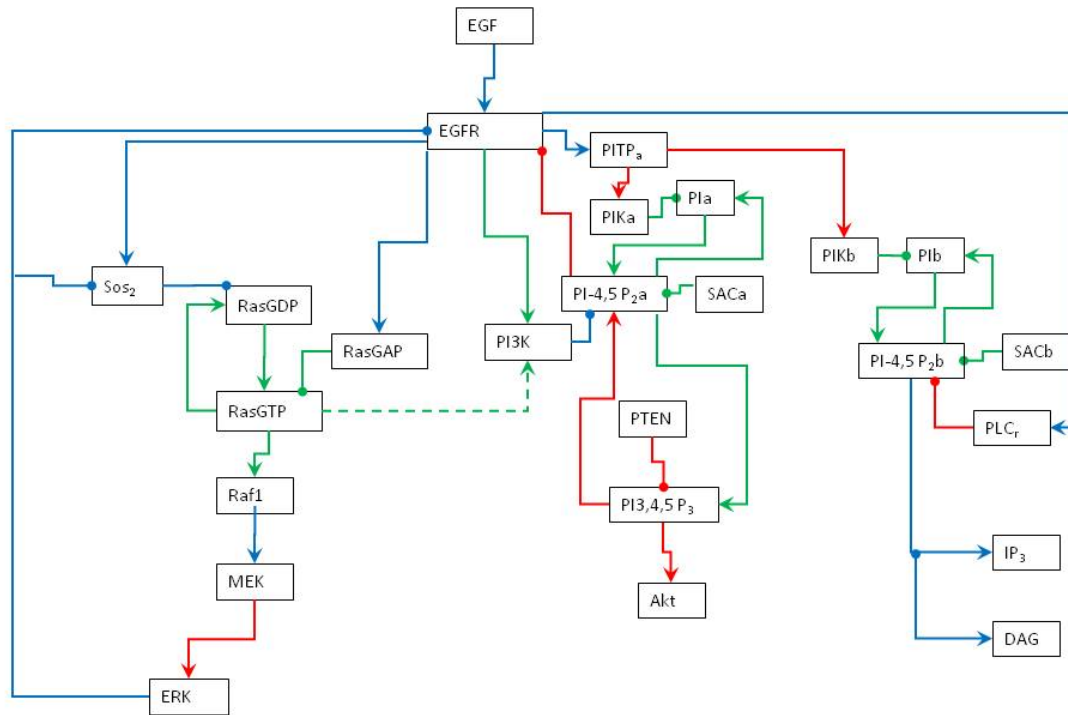 EGF
EGFR
PITPₐ
PIKa
PIa
PIKb
PIb
Sos₂
PI-4,5 P₂a
SACa
RasGDP
PI3K
RasGAP
PI-4,5 P₂b
SACb
RasGTP
PTEN
PLCᵣ
Raf1
PI3,4,5 P₃
IP₃
MEK
Akt
DAG
ERK